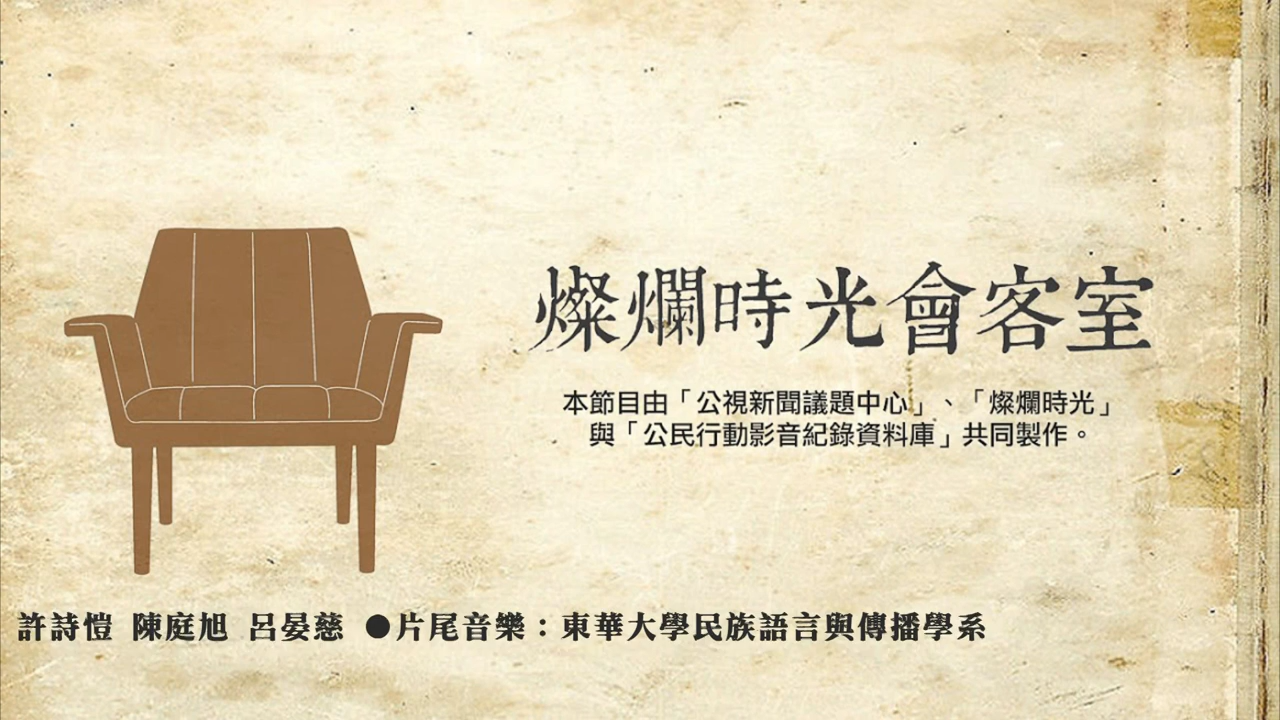 燦爛時光會客室
本節目由「公視新聞議題中心」、「燦爛時光」
與「公民行動影音紀錄資料庫」共同製作。
許詩愷 陳庭旭 呂晏慈 ●片尾音樂：東華大學民族語言與傳播學系